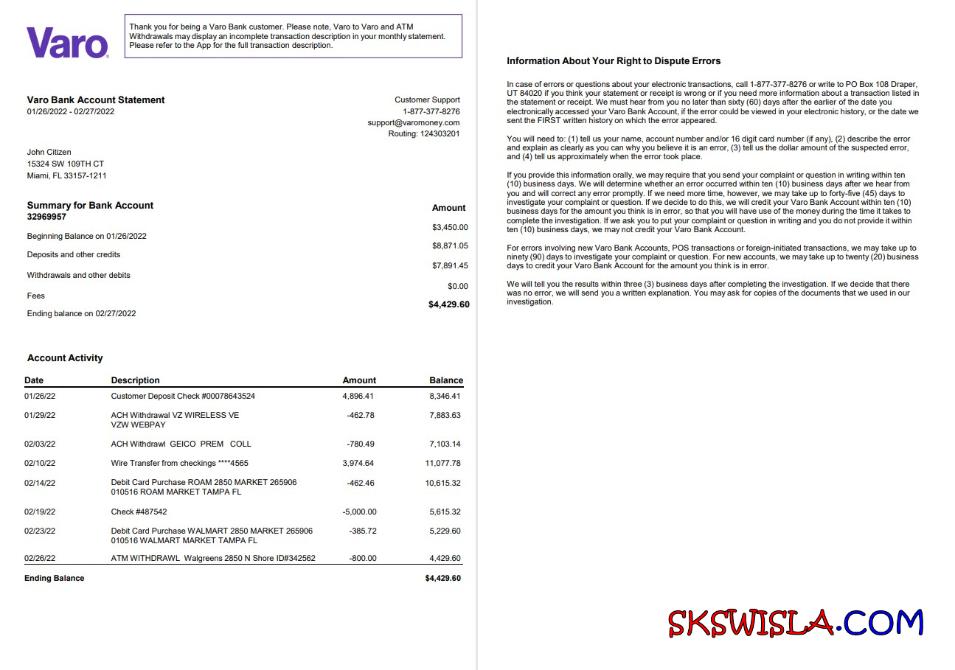 Varo
Thank you for being a Varo Bank customer. Please note, Varo to Varo and ATM
Withdrawals may display an incomplete transaction description in your monthly statement.
Please refer to the App for the full transaction description.
Varo Bank Account Statement
01/26/2022 - 02/27/2022
Customer Support
1-877-377-8276
support@varomoney.com
Routing: 124303201
John Citizen
15324 SW 109TH CT
Miami, FL 33157-1211
Summary for Bank Account Amount
32969957
Beginning Balance on 01/26/2022 $3,450.00
Deposits and other credits $8,871.05
Withdrawals and other debits $7,891.45
Fees $0.00
Ending balance on 02/27/2022 $4,429.60
Account Activity
Date Description Amount Balance
01/26/22 Customer Deposit Check #00078643524 4,896.41 8,346.41
01/29/22 ACH Withdrawal VZ WIRELESS VE -462.78 7,883.63
VZW WEBPAY
02/03/22 ACH Withdrawl GEICO PREM COLL -780.49 7,103.14
02/10/22 Wire Transfer from checkings ****4565 3,974.64 11,077.78
02/14/22 Debit Card Purchase ROAM 2850 MARKET 265906 -462.46 10,615.32
010516 ROAM MARKET TAMPA FL
02/19/22 Check #487542 -5,000.00 5,615.32
02/23/22 Debit Card Purchase WALMART 2850 MARKET 265906 -385.72 5,229.60
010516 WALMART MARKET TAMPA FL
02/26/22 ATM WITHDRAWL Walgreens 2850 N Shore ID#342562 -800.00 4,429.60
Ending Balance $4,429.60
Information About Your Right to Dispute Errors
In case of errors or questions about your electronic transactions, call 1-877-377-8276 or write to PO Box 108 Draper,
UT 84020 if you think your statement or receipt is wrong or if you need more information about a transaction listed in
the statement or receipt. We must hear from you no later than sixty (60) days after the earlier of the date you
electronically accessed your Varo Bank Account, if the error could be viewed in your electronic history, or the date we
sent the FIRST written history on which the error appeared.
You will need to: (1) tell us your name, account number and/or 16 digit card number (if any), (2) describe the error
and explain as clearly as you can why you believe it is an error, (3) tell us the dollar amount of the suspected error,
and (4) tell us approximately when the error took place.
If you provide this information orally, we may require that you send your complaint or question in writing within ten
(10) business days. We will determine whether an error occurred within ten (10) business days after we hear from
you and will correct any error promptly. If we need more time, however, we may take up to forty-five (45) days to
investigate your complaint or question. If we decide to do this, we will credit your Varo Bank Account within ten (10)
business days for the amount you think is in error, so that you will have use of the money during the time it takes to
complete the investigation. If we ask you to put your complaint or question in writing and you do not provide it within
ten (10) business days, we may not credit your Varo Bank Account.
For errors involving new Varo Bank Accounts, POS transactions or foreign-initiated transactions, we may take up to
ninety (90) days to investigate your complaint or question. For new accounts, we may take up to twenty (20) business
days to credit your Varo Bank Account for the amount you think is in error.
We will tell you the results within three (3) business days after completing the investigation. If we decide that there
was no error, we will send you a written explanation. You may ask for copies of the documents that we used in our
investigation.
SKSWISLA.COM